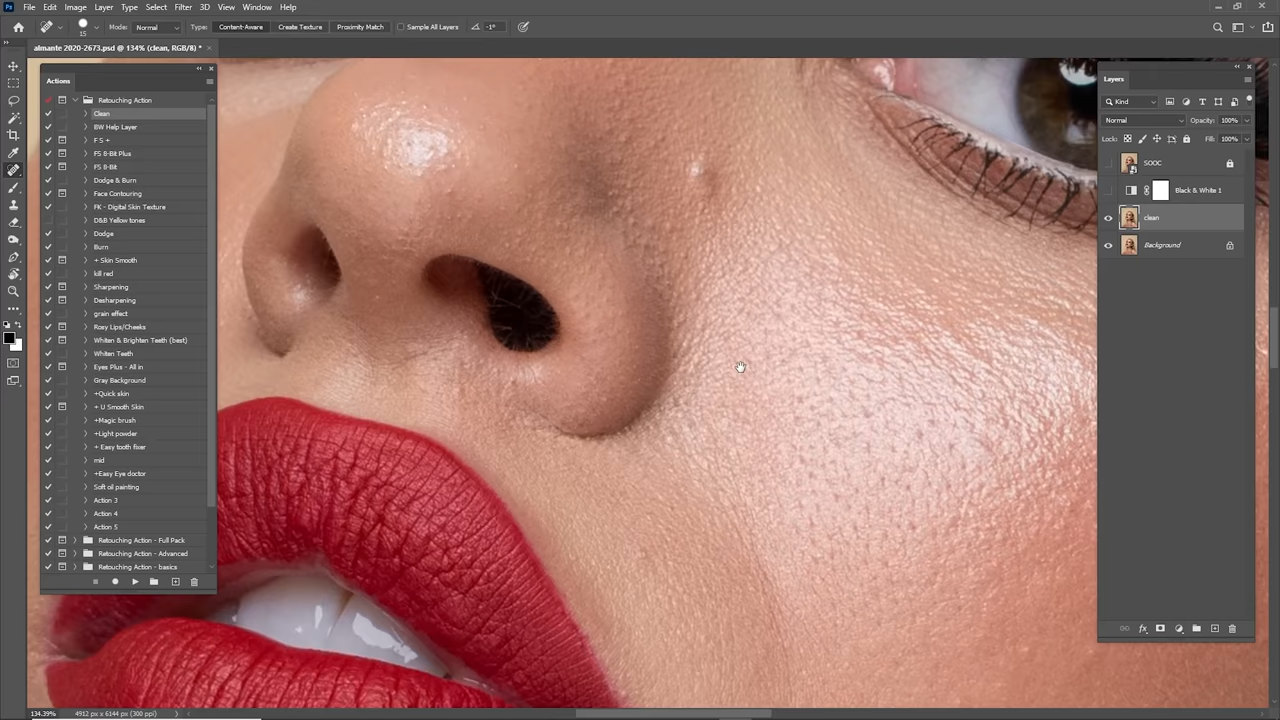 Ps File Edit Image Layer Type Select Filter 3D View Window Help
15 Mode: Normal Type: Content-Aware Create Texture Proximity Match Sample All Layers -1°
almante 2020-2673.psd @ 134% (clean, RGB/8) *
Actions
Retouching Action
Clean
BW Help Layer
F S +
FS 8-Bit Plus
FS 8-Bit
Dodge & Burn
Face Contouring
FK - Digital Skin Texture
D&B Yellow tones
Dodge
Burn
+ Skin Smooth
kill red
Sharpening
Desharpening
grain effect
Rosy Lips/Cheeks
Whiten & Brighten Teeth (best)
Whiten Teeth
Eyes Plus - All in
Gray Background
+Quick skin
+ U Smooth Skin
+Magic brush
+Light powder
+ Easy tooth fixer
mid
+Easy Eye doctor
Soft oil painting
Action 3
Action 4
Action 5
Retouching Action - Full Pack
Retouching Action - Advanced
Retouching Action - basics
Layers
Kind
Normal Opacity: 100%
Lock: Fill: 100%
SOOC
Black & White 1
clean
Background
134.39% 4912 px x 6144 px (300 ppi)